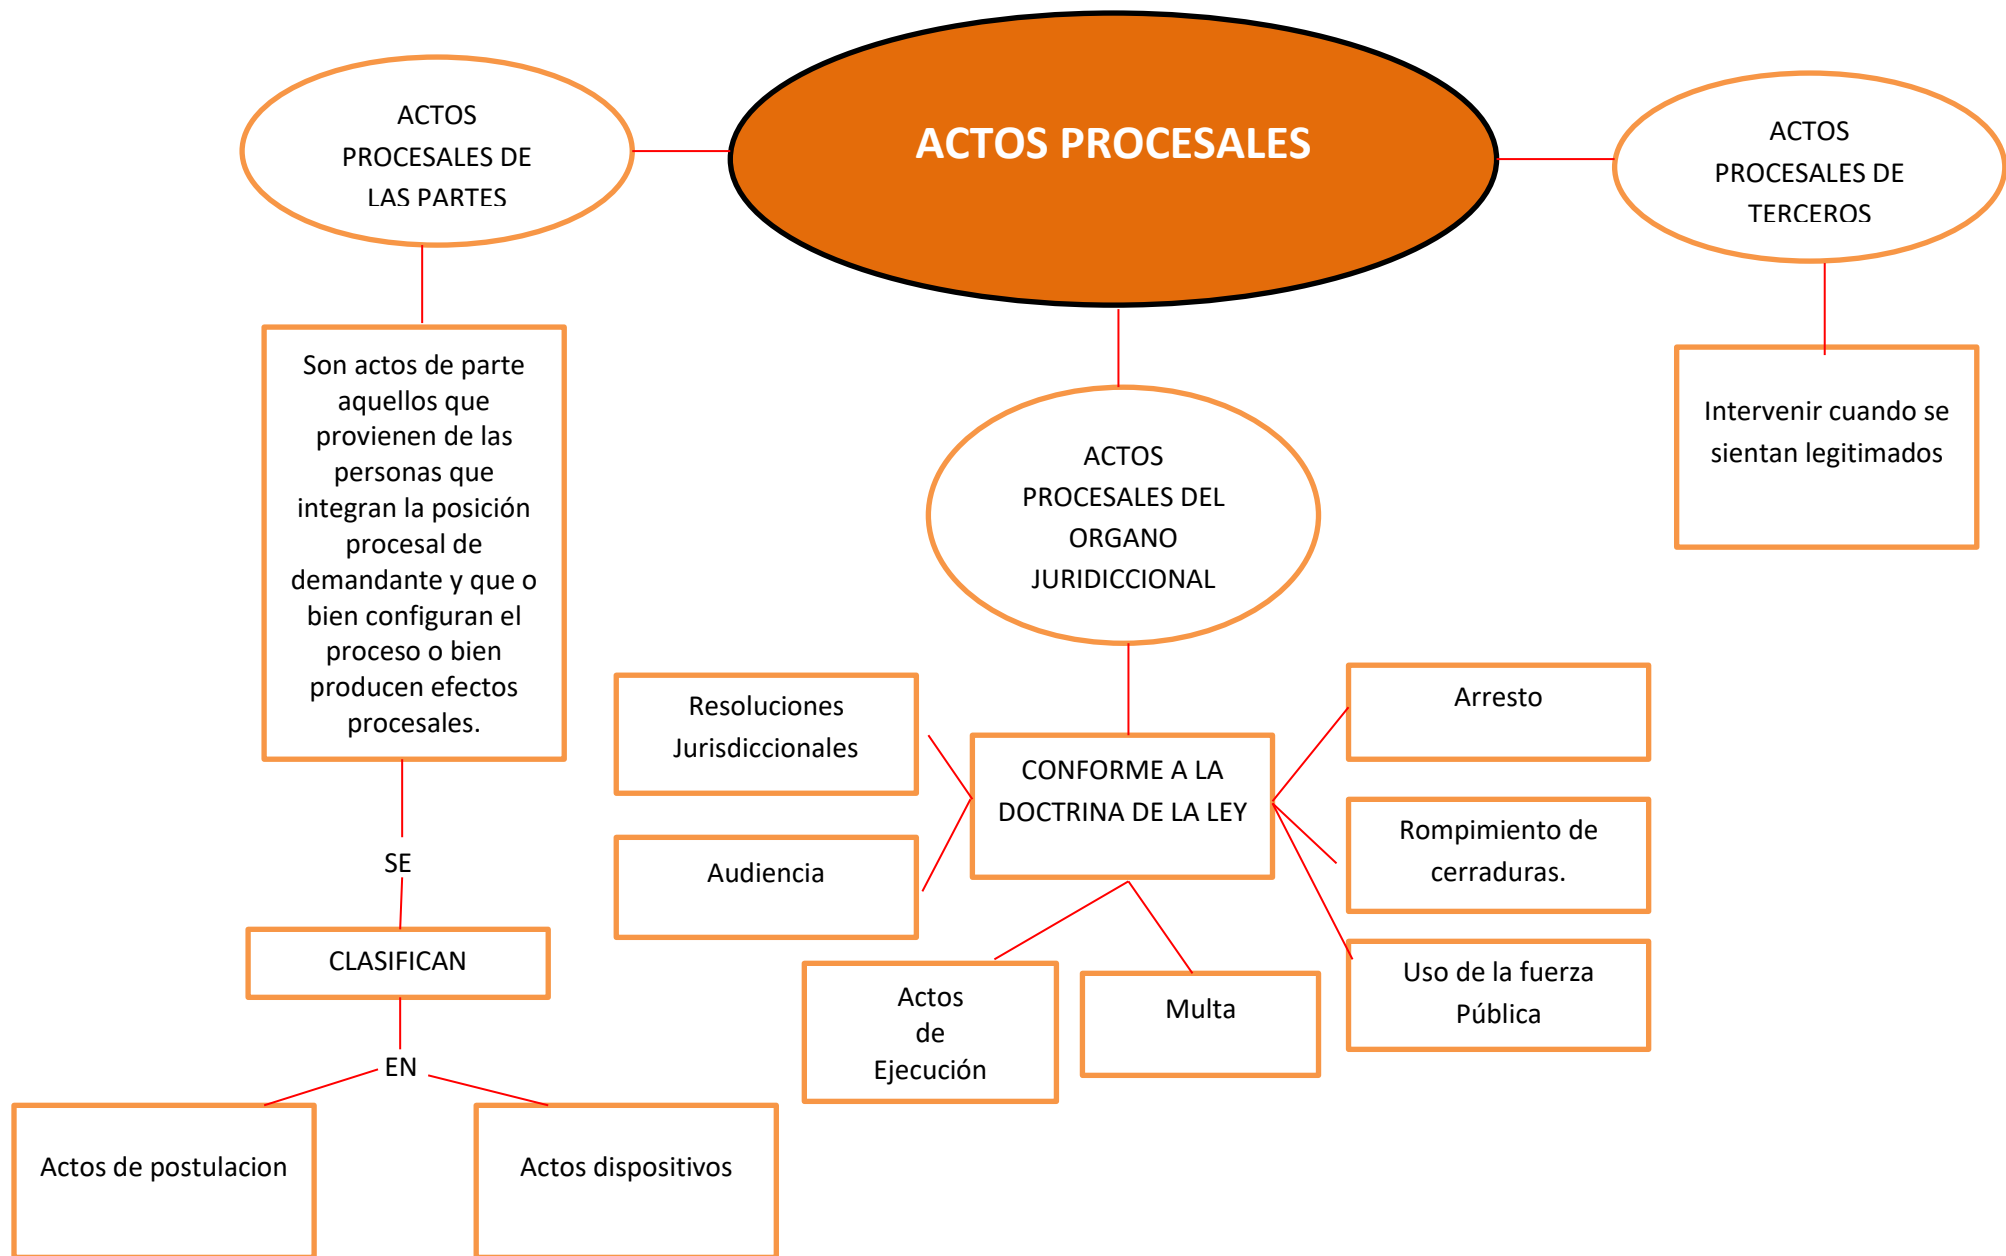 ACTOS PROCESALES
ACTOS
PROCESALES DE
LAS PARTES
Son actos de parte
aquellos que
provienen de las
personas que
integran la posición
procesal de
demandante y que o
bien configuran el
proceso o bien
producen efectos
procesales.
SE
CLASIFICAN
EN
Actos de postulacion
Actos dispositivos
ACTOS
PROCESALES DEL
ORGANO
JURIDICCIONAL
CONFORME A LA
DOCTRINA DE LA LEY
Resoluciones
Jurisdiccionales
Audiencia
Actos
de
Ejecución
Multa
Arresto
Rompimiento de
cerraduras.
Uso de la fuerza
Pública
ACTOS
PROCESALES DE
TERCEROS
Intervenir cuando se
sientan legitimados